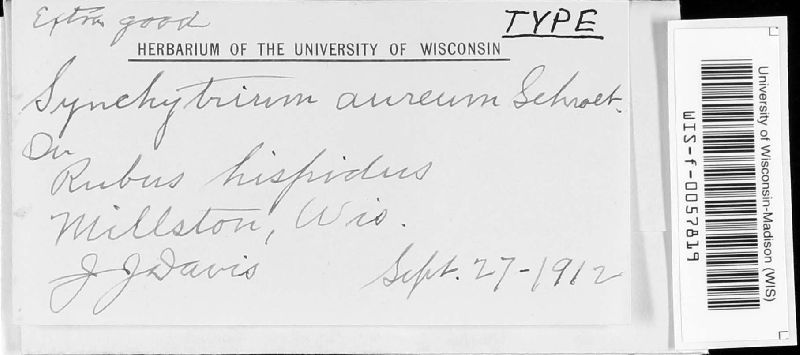 Extra good
TYPE
HERBARIUM OF THE UNIVERSITY OF WISCONSIN
Synchytrium aureum Schroet.
On
Rubus hispidus
Millston, Wis.
J J Davis Sept. 27-1912
University of Wisconsin-Madison (WIS)
WIS-f-0057819